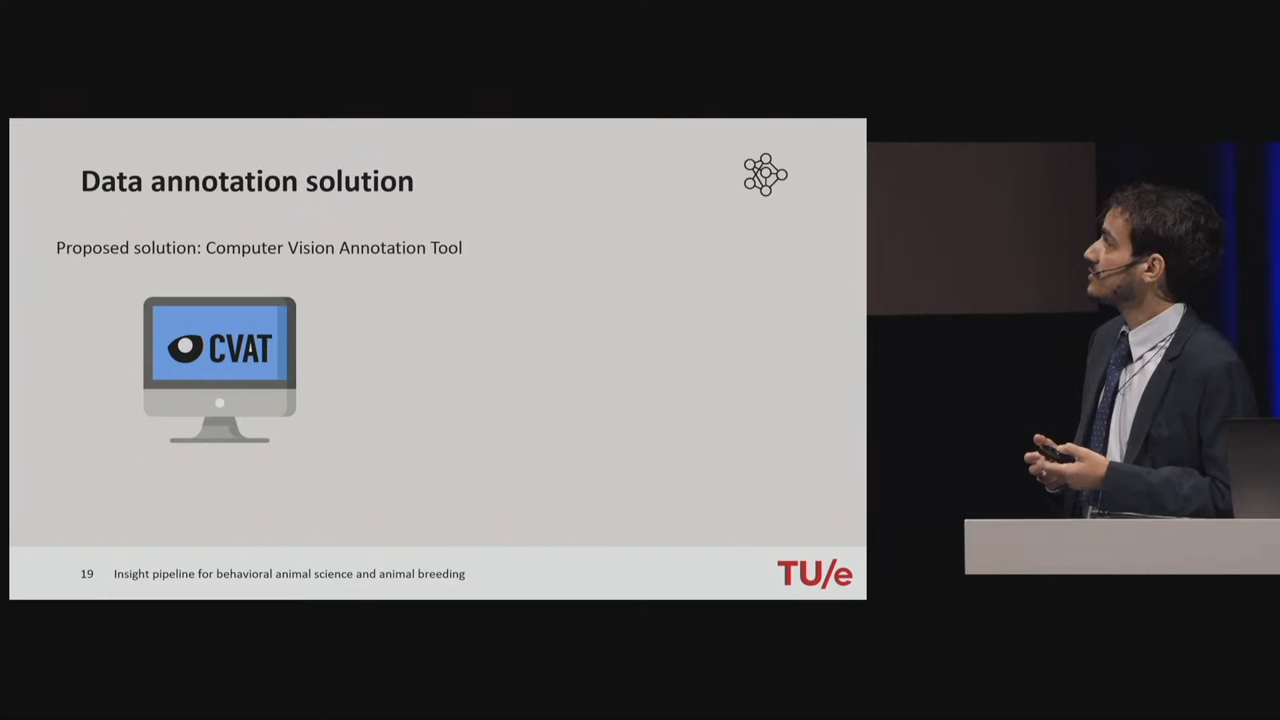 Data annotation solution
Proposed solution: Computer Vision Annotation Tool
CVAT
19 Insight pipeline for behavioral animal science and animal breeding
TU/e